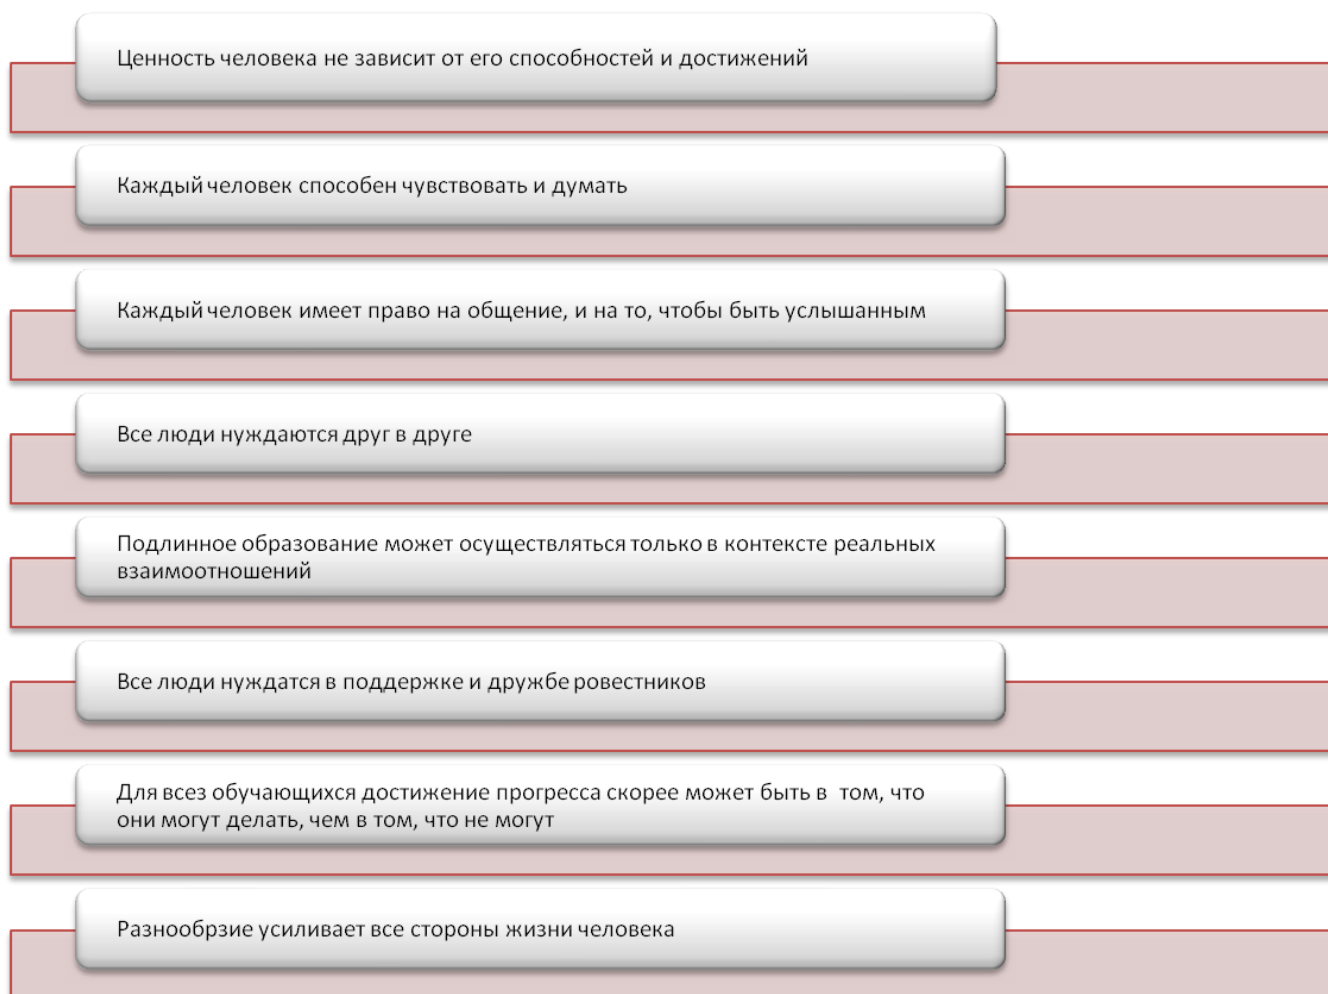 Ценность человека не зависит от его способностей и достижений
Каждый человек способен чувствовать и думать
Каждый человек имеет право на общение, и на то, чтобы быть услышанным
Все люди нуждаются друг в друге
Подлинное образование может осуществляться только в контексте реальных
взаимоотношений
Все люди нуждатся в поддержке и дружбе ровестников
Для всез обучающихся достижение прогресса скорее может быть в  том, что
они могут делать, чем в том, что не могут
Разнообрзие усиливает все стороны жизни человека